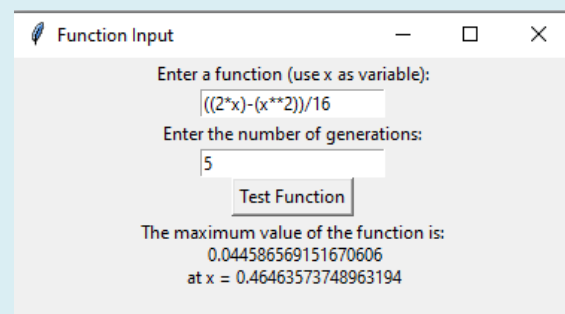 Function Input
Enter a function (use x as variable):
((2*x)-(x**2))/16
Enter the number of generations:
5
Test Function
The maximum value of the function is:
0.044586569151670606
at x = 0.46463573748963194